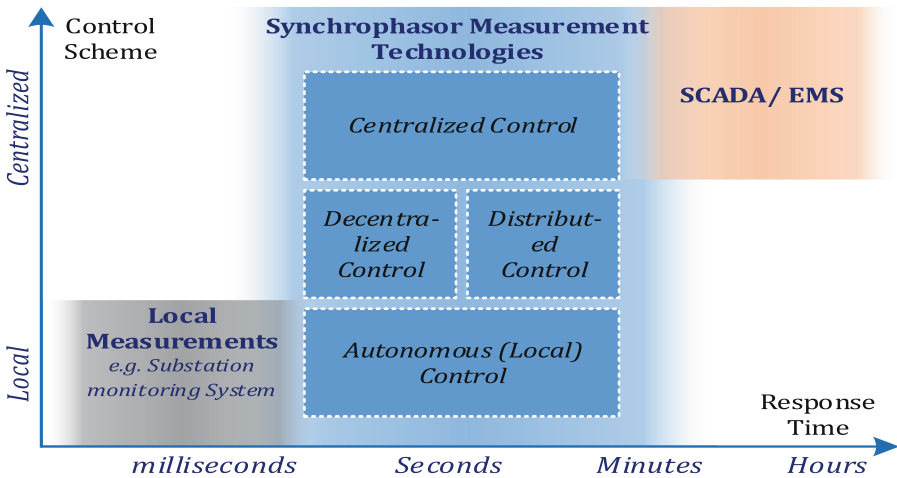 Control
Scheme
Synchrophasor Measurement
Technologies
SCADA/ EMS
Centralized
Centralized Control
Decentra-
lized
Control
Distribut-
ed
Control
Local
Measurements
e.g. Substation
monitoring System
Autonomous (Local)
Control
Local
Response
Time
milliseconds
Seconds
Minutes
Hours